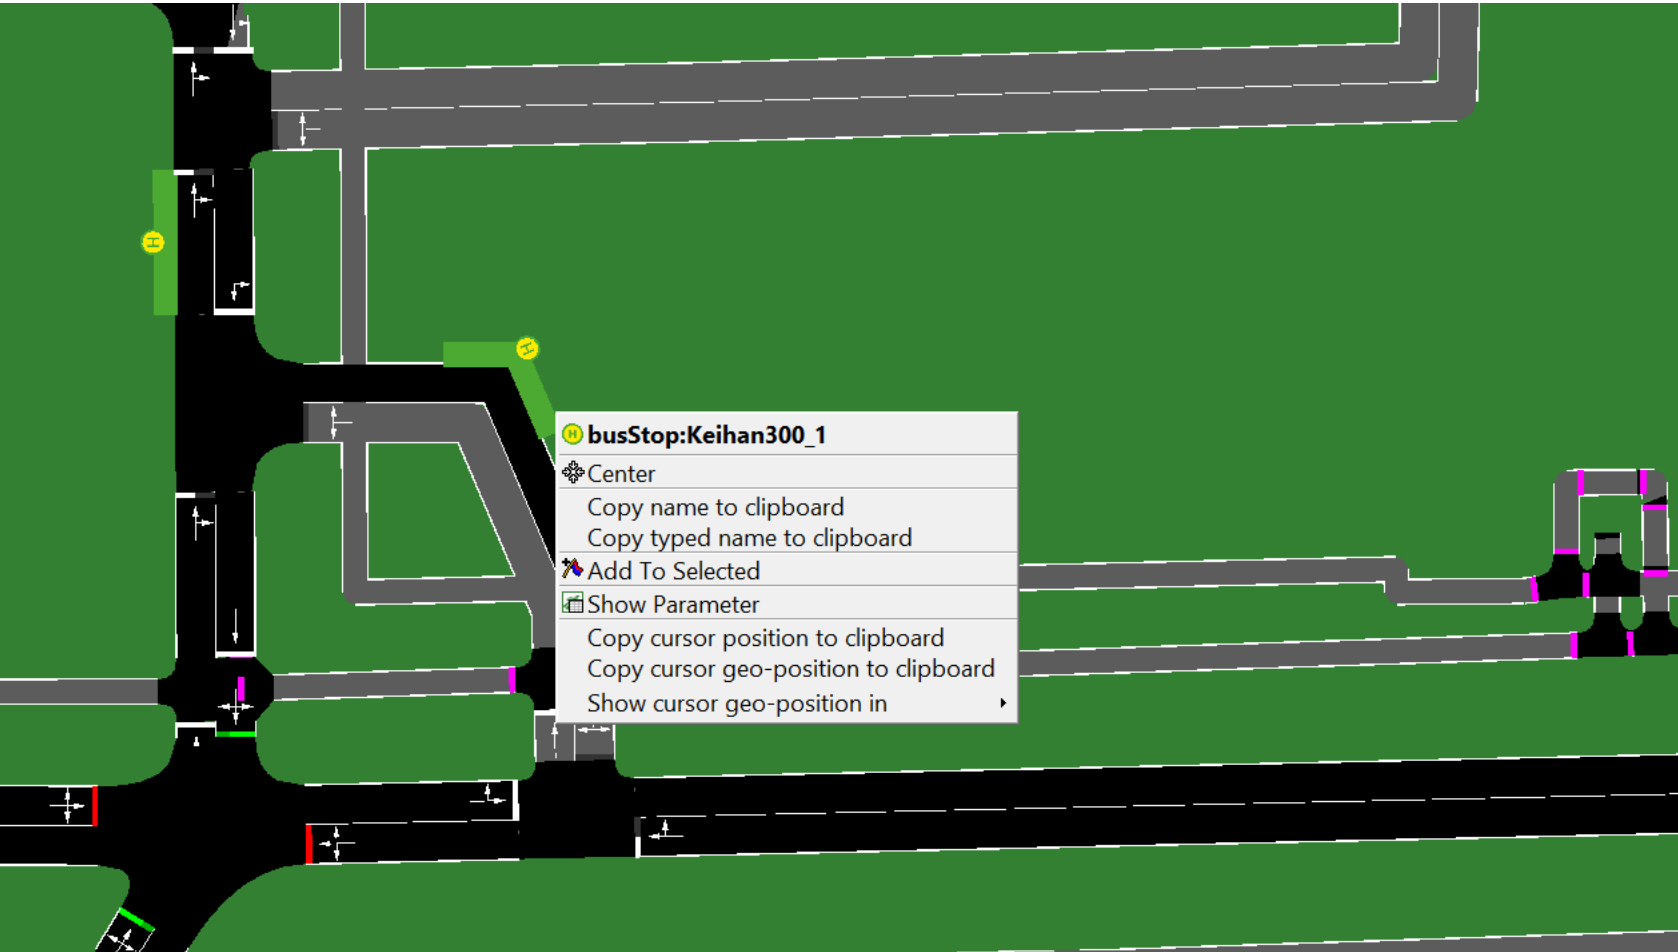 busStop:Keihan300_1
Center
Copy name to clipboard
Copy typed name to clipboard
Add To Selected
Show Parameter
Copy cursor position to clipboard
Copy cursor geo-position to clipboard
Show cursor geo-position in